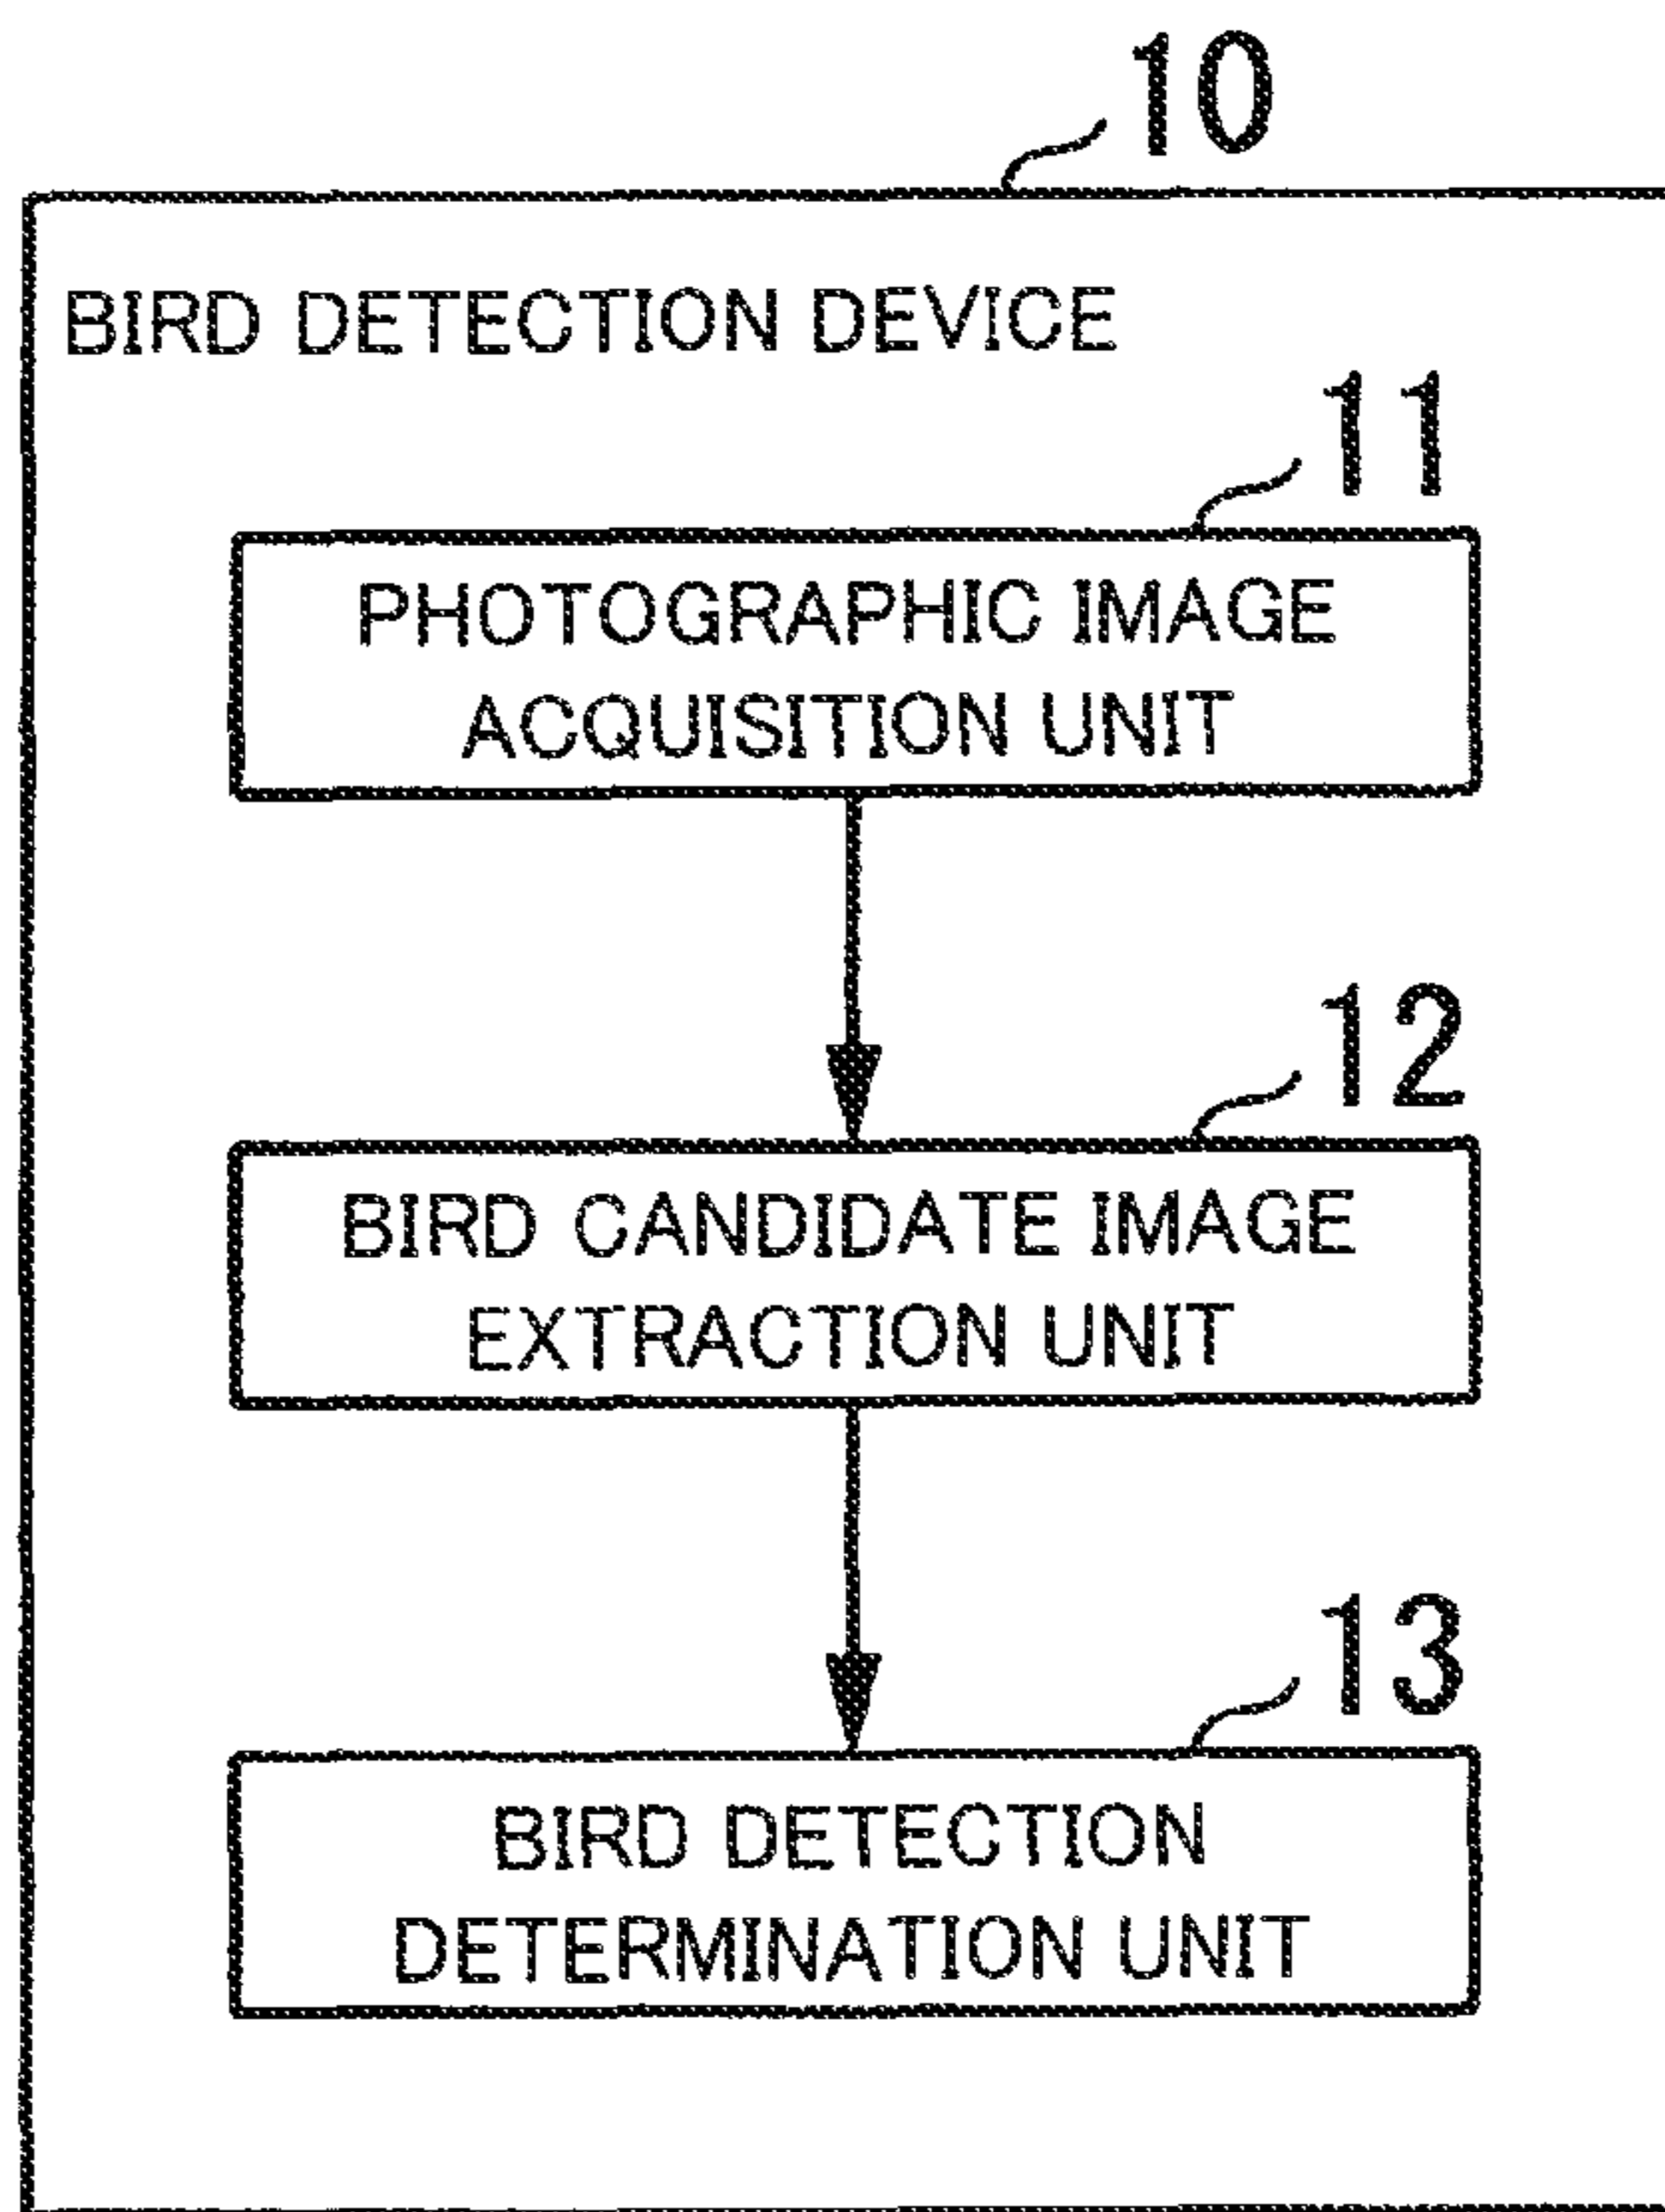 10
BIRD DETECTION DEVICE
11
PHOTOGRAPHIC IMAGE
ACQUISITION UNIT
12
BIRD CANDIDATE IMAGE
EXTRACTION UNIT
13
BIRD DETECTION
DETERMINATION UNIT